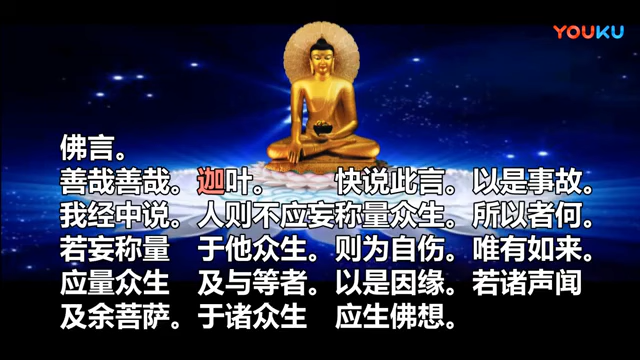 YOUKU
佛言。
善哉善哉。迦叶。 快说此言。以是事故。
我经中说。人则不应妄称量众生。所以者何。
若妄称量 于他众生。则为自伤。唯有如来。
应量众生 及与等者。以是因缘。若诸声闻
及余菩萨。于诸众生 应生佛想。